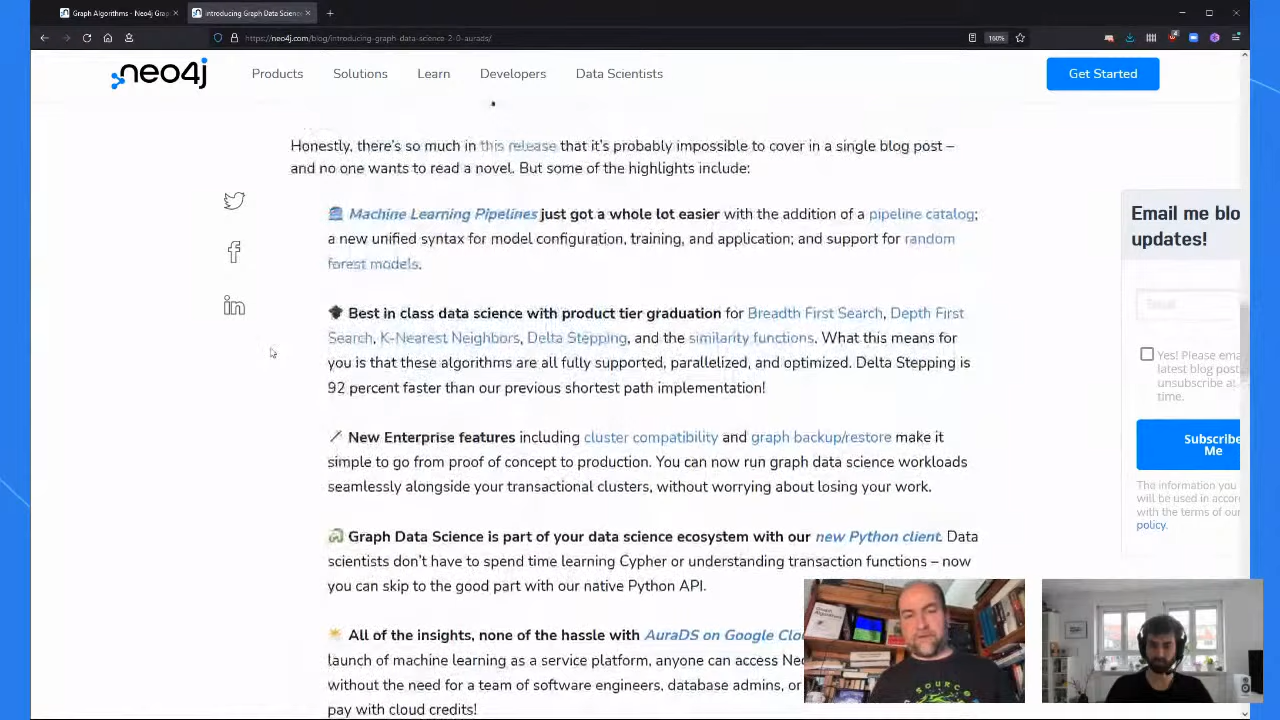 Graph Algorithms - Neo4j Grap
Introducing Graph Data Science
https://neo4j.com/blog/introducing-graph-data-science-2-0-aurads/
160%
neo4j
Products
Solutions
Learn
Developers
Data Scientists
Get Started
Honestly, there's so much in this release that it's probably impossible to cover in a single blog post –
and no one wants to read a novel. But some of the highlights include:
Machine Learning Pipelines just got a whole lot easier with the addition of a pipeline catalog;
a new unified syntax for model configuration, training, and application; and support for random
forest models.
Best in class data science with product tier graduation for Breadth First Search, Depth First
Search, K-Nearest Neighbors, Delta Stepping, and the similarity functions. What this means for
you is that these algorithms are all fully supported, parallelized, and optimized. Delta Stepping is
92 percent faster than our previous shortest path implementation!
New Enterprise features including cluster compatibility and graph backup/restore make it
simple to go from proof of concept to production. You can now run graph data science workloads
seamlessly alongside your transactional clusters, without worrying about losing your work.
Graph Data Science is part of your data science ecosystem with our new Python client. Data
scientists don't have to spend time learning Cypher or understanding transaction functions – now
you can skip to the good part with our native Python API.
All of the insights, none of the hassle with AuraDS on Google Clo
launch of machine learning as a service platform, anyone can access Neo
without the need for a team of software engineers, database admins, or
pay with cloud credits!
Email me blo
updates!
Email
Yes! Please ema
latest blog post
unsubscribe at
time.
Subscribe
Me
The information you
will be used in accor
with the terms of our
policy.
Graph
Algorithms
SOURCE